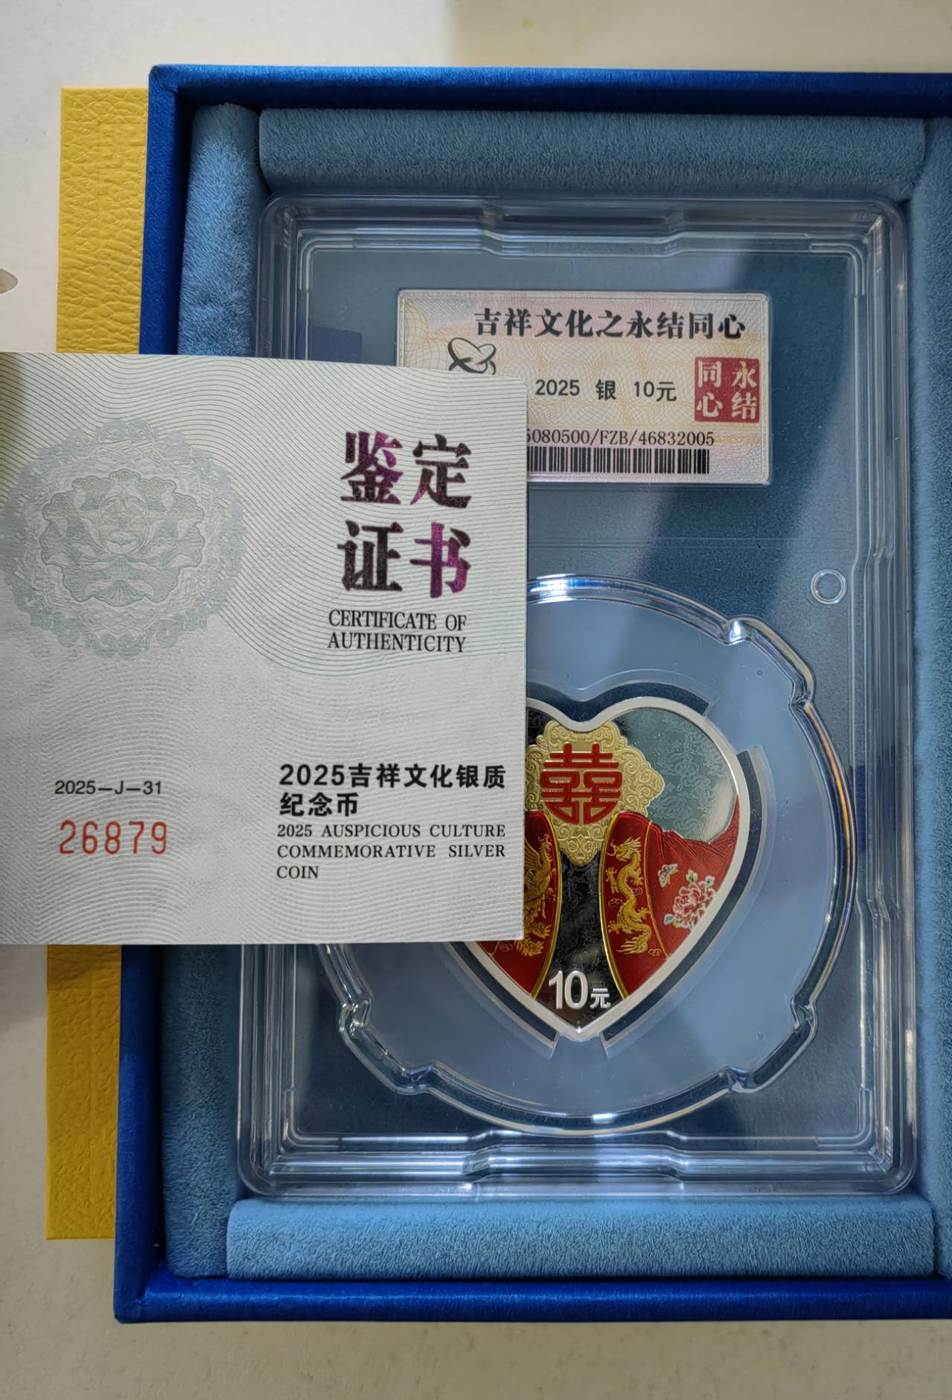 吉祥文化之永结同心
2025 银 10元
永结
同心
5080500/FZB/46832005
鉴定
证书
CERTIFICATE OF
AUTHENTICITY
2025—J—31
26879
2025吉祥文化银质
纪念币
2025 AUSPICIOUS CULTURE
COMMEMORATIVE SILVER
COIN
囍
10元